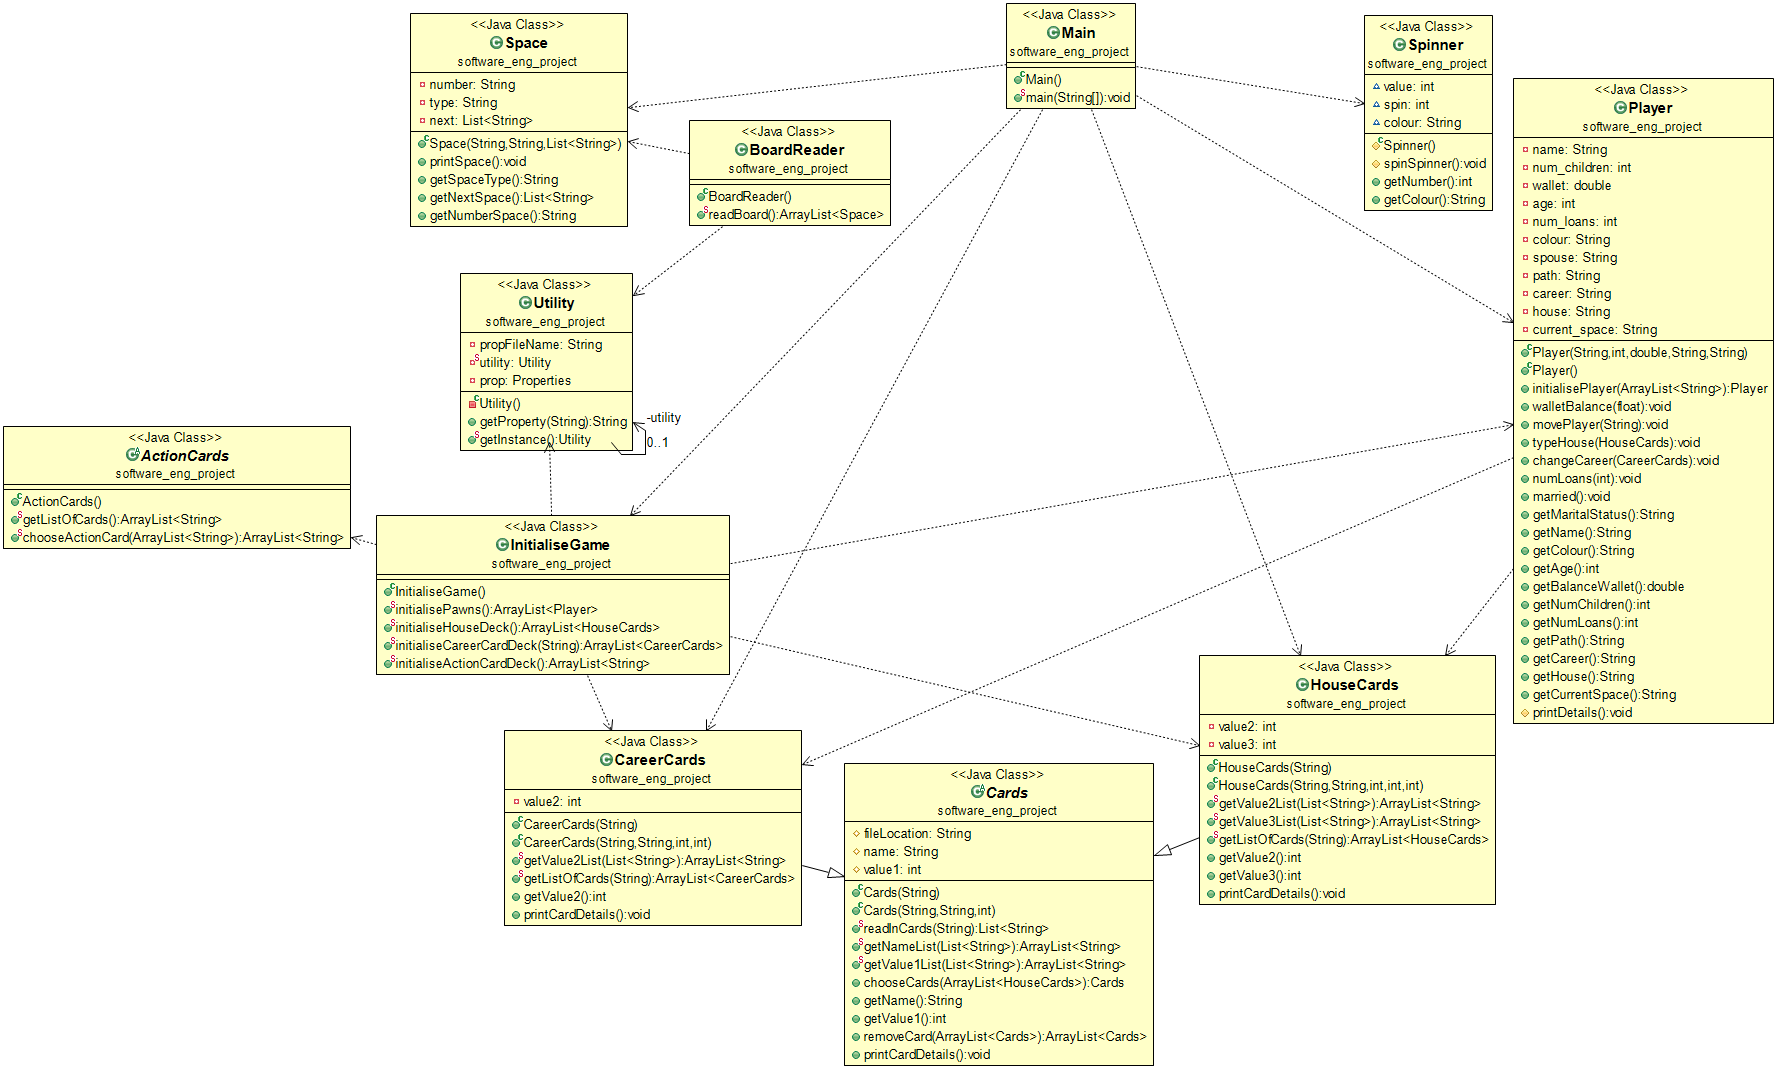 <<Java Class>>
Space
software_eng_project
number: String
type: String
next: List<String>
Space(String,String,List<String>)
printSpace():void
getSpaceType():String
getNextSpace():List<String>
getNumberSpace():String
<<Java Class>>
Main
software_eng_project
Main()
main(String[]):void
<<Java Class>>
Spinner
software_eng_project
value: int
spin: int
colour: String
Spinner()
spinSpinner():void
getNumber():int
getColour():String
<<Java Class>>
Player
software_eng_project
name: String
num_children: int
wallet: double
age: int
num_loans: int
colour: String
spouse: String
path: String
career: String
house: String
current_space: String
Player(String,int,double,String,String)
Player()
initialisePlayer(ArrayList<String>):Player
walletBalance(float):void
movePlayer(String):void
typeHouse(HouseCards):void
changeCareer(CareerCards):void
numLoans(int):void
married():void
getMaritalStatus():String
getName():String
getColour():String
getAge():int
getBalanceWallet():double
getNumChildren():int
getNumLoans():int
getPath():String
getCareer():String
getHouse():String
getCurrentSpace():String
printDetails():void
<<Java Class>>
BoardReader
software_eng_project
BoardReader()
readBoard():ArrayList<Space>
<<Java Class>>
Utility
software_eng_project
propFileName: String
utility: Utility
prop: Properties
Utility()
getProperty(String):String
getInstance():Utility
-utility
0..1
<<Java Class>>
ActionCards
software_eng_project
ActionCards()
getListOfCards():ArrayList<String>
chooseActionCard(ArrayList<String>):ArrayList<String>
<<Java Class>>
InitialiseGame
software_eng_project
InitialiseGame()
initialisePawns():ArrayList<Player>
initialiseHouseDeck():ArrayList<HouseCards>
initialiseCareerCardDeck(String):ArrayList<CareerCards>
initialiseActionCardDeck():ArrayList<String>
<<Java Class>>
CareerCards
software_eng_project
value2: int
CareerCards(String)
CareerCards(String,String,int,int)
getValue2List(List<String>):ArrayList<String>
getListOfCards(String):ArrayList<CareerCards>
getValue2():int
printCardDetails():void
<<Java Class>>
Cards
software_eng_project
fileLocation: String
name: String
value1: int
Cards(String)
Cards(String,String,int)
readInCards(String):List<String>
getNameList(List<String>):ArrayList<String>
getValue1List(List<String>):ArrayList<String>
chooseCards(ArrayList<HouseCards>):Cards
getName():String
getValue1():int
removeCard(ArrayList<Cards>):ArrayList<Cards>
printCardDetails():void
<<Java Class>>
HouseCards
software_eng_project
value2: int
value3: int
HouseCards(String)
HouseCards(String,String,int,int,int)
getValue2List(List<String>):ArrayList<String>
getValue3List(List<String>):ArrayList<String>
getListOfCards(String):ArrayList<HouseCards>
getValue2():int
getValue3():int
printCardDetails():void